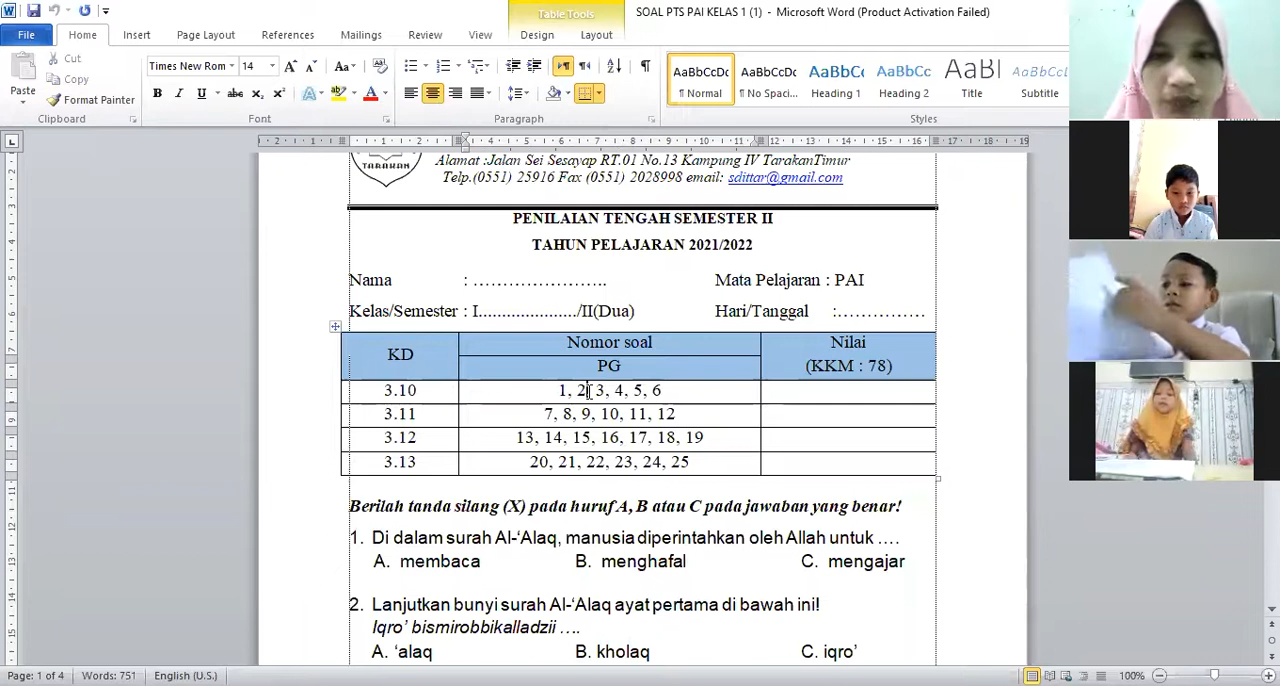 SOAL PTS PAI KELAS 1 (1) - Microsoft Word (Product Activation Failed)
Table Tools
File Home Insert Page Layout References Mailings Review View Design Layout
Cut
Copy
Format Painter
Paste
Clipboard
Times New Rom 14
Font
Paragraph
AaBbCcDc AaBbCcDc AaBbCc AaBbCc AaBl AaBbCcL
¶ Normal ¶ No Spaci... Heading 1 Heading 2 Title Subtitle
Styles
TARAKAN
Alamat :Jalan Sei Sesayap RT.01 No.13 Kampung IV TarakanTimur
Telp.(0551) 25916 Fax (0551) 2028998 email: sdittar@gmail.com
PENILAIAN TENGAH SEMESTER II
TAHUN PELAJARAN 2021/2022
Nama : …………………..
Mata Pelajaran : PAI
Kelas/Semester : I....................../II(Dua)
Hari/Tanggal :……………
KD Nomor soal Nilai
PG (KKM : 78)
3.10 1, 2, 3, 4, 5, 6
3.11 7, 8, 9, 10, 11, 12
3.12 13, 14, 15, 16, 17, 18, 19
3.13 20, 21, 22, 23, 24, 25
Berilah tanda silang (X) pada huruf A, B atau C pada jawaban yang benar!
1. Di dalam surah Al-‘Alaq, manusia diperintahkan oleh Allah untuk ….
A. membaca B. menghafal C. mengajar
2. Lanjutkan bunyi surah Al-‘Alaq ayat pertama di bawah ini!
Iqro’ bismirobbikalladzii ….
A. ‘alaq B. kholaq C. iqro’
Page: 1 of 4 Words: 751 English (U.S.) 100%